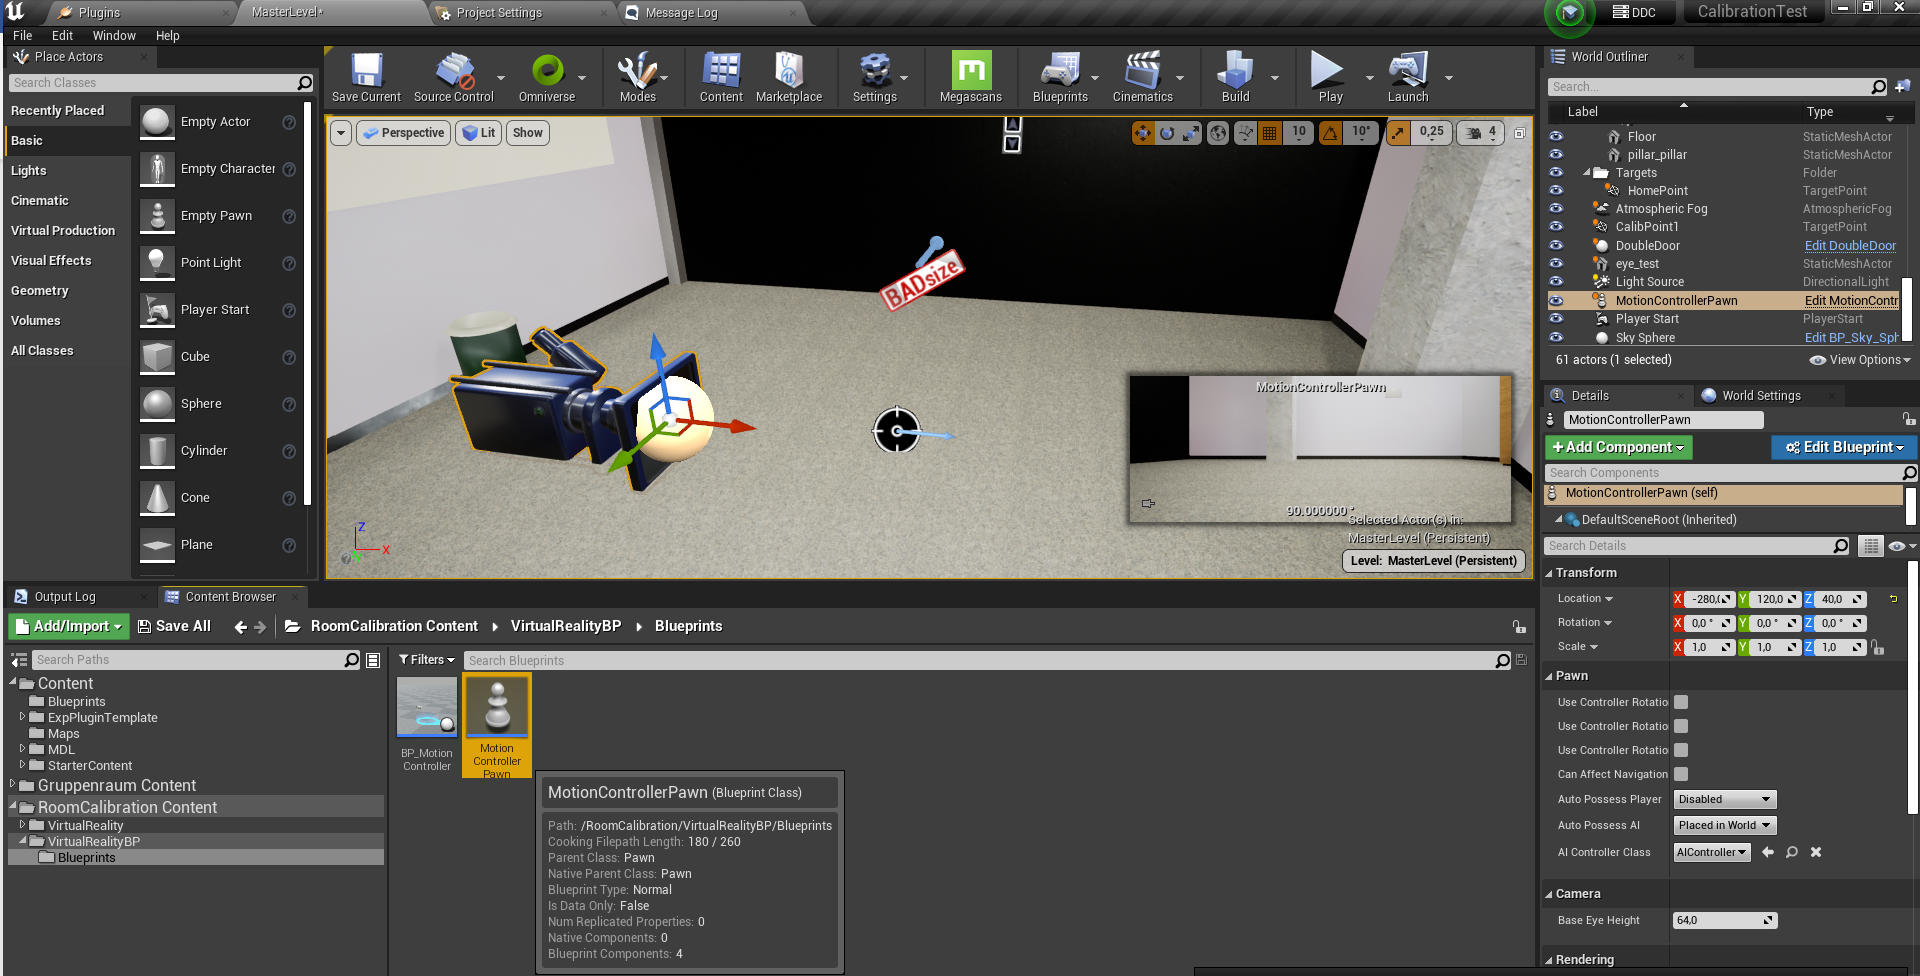 Plugins
MasterLevel*
Project Settings
Message Log
DDC
CalibrationTest
File Edit Window Help
Place Actors
Search Classes
Recently Placed
Basic
Lights
Cinematic
Virtual Production
Visual Effects
Geometry
Volumes
All Classes
Empty Actor
Empty Character
Empty Pawn
Point Light
Player Start
Cube
Sphere
Cylinder
Cone
Plane
Save Current
Source Control
Omniverse
Modes
Content
Marketplace
Settings
Megascans
Blueprints
Cinematics
Build
Play
Launch
Perspective
Lit
Show
10
10°
0,25
4
BADsize
MotionControllerPawn
90.000000 °
Selected Actor(s) in:
MasterLevel (Persistent)
Level: MasterLevel (Persistent)
Z
X
World Outliner
Search...
Label Type
Floor StaticMeshActor
pillar_pillar StaticMeshActor
Targets Folder
HomePoint TargetPoint
Atmospheric Fog AtmosphericFog
CalibPoint1 TargetPoint
DoubleDoor Edit DoubleDoor
eye_test StaticMeshActor
Light Source DirectionalLight
MotionControllerPawn Edit MotionContr
Player Start PlayerStart
Sky Sphere Edit BP_Sky_Sph
61 actors (1 selected)
View Options
Details
World Settings
MotionControllerPawn
+Add Component
Edit Blueprint
Search Components
MotionControllerPawn (self)
DefaultSceneRoot (Inherited)
Search Details
Transform
Location X -280,( Y 120,0 Z 40,0
Rotation X 0,0 ° Y 0,0 ° Z 0,0 °
Scale X 1,0 Y 1,0 Z 1,0
Pawn
Use Controller Rotatio
Use Controller Rotatio
Use Controller Rotatio
Can Affect Navigation
Auto Possess Player Disabled
Auto Possess AI Placed in World
AI Controller Class AIController
Camera
Base Eye Height 64,0
Rendering
Output Log
Content Browser
Add/Import
Save All
RoomCalibration Content
VirtualRealityBP
Blueprints
Search Paths
Filters
Search Blueprints
Content
Blueprints
ExpPluginTemplate
Maps
MDL
StarterContent
Gruppenraum Content
RoomCalibration Content
VirtualReality
VirtualRealityBP
Blueprints
BP_Motion
Controller
Motion
Controller
Pawn
MotionControllerPawn (Blueprint Class)
Path: /RoomCalibration/VirtualRealityBP/Blueprints
Cooking Filepath Length: 180 / 260
Parent Class: Pawn
Native Parent Class: Pawn
Blueprint Type: Normal
Is Data Only: False
Num Replicated Properties: 0
Native Components: 0
Blueprint Components: 4